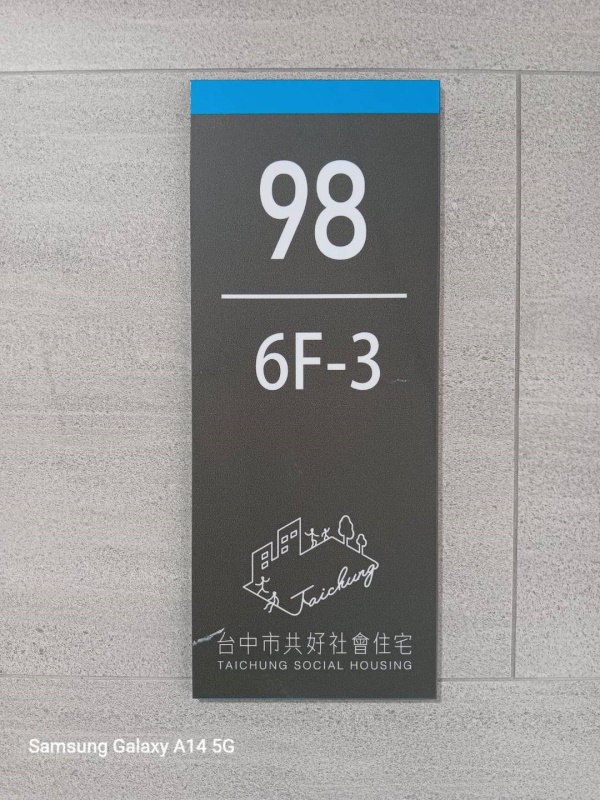 98
6F-3
Taichung
台中市共好社會住宅
TAICHUNG SOCIAL HOUSING
Samsung Galaxy A14 5G